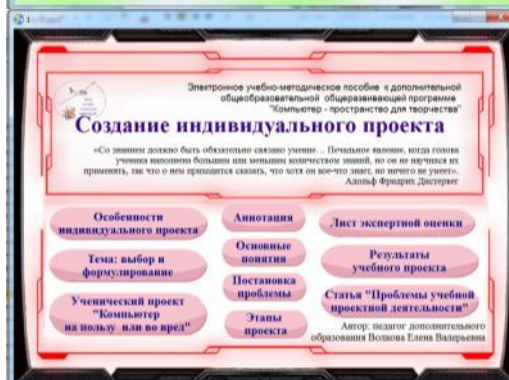 Электронное учебно-методическое пособие к дополнительной
общеобразовательной общеразвивающей программе
"Компьютер - пространство для творчества"
Создание индивидуального проекта
«Со знанием должно быть обязательно связано умение… Печальное явление, когда голова
ученика наполнена большим или меньшим количеством знаний, но он не научился их
применять, так что о нем приходится сказать, что хотя он кое-что знает, но ничего не умеет».
Адольф Фридрих Дистервег
Особенности
индивидуального проекта
Тема: выбор и
формулирование
Ученический проект
"Компьютер
на пользу или во вред"
Аннотация
Основные
понятия
Постановка
проблемы
Этапы
проекта
Лист экспертной оценки
Результаты
учебного проекта
Статья "Проблемы учебной
проектной деятельности"
Автор: педагог дополнительного
образования Волкова Елена Валерьевна